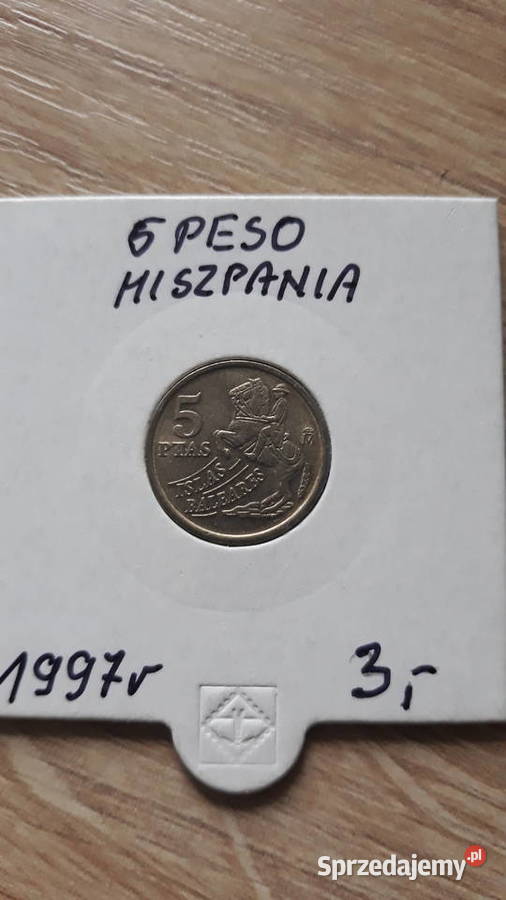 5 PESO
HISZPANIA
5
PTAS
ISLAS
BALEARES
1997r
3,-
Sprzedajemy.pl